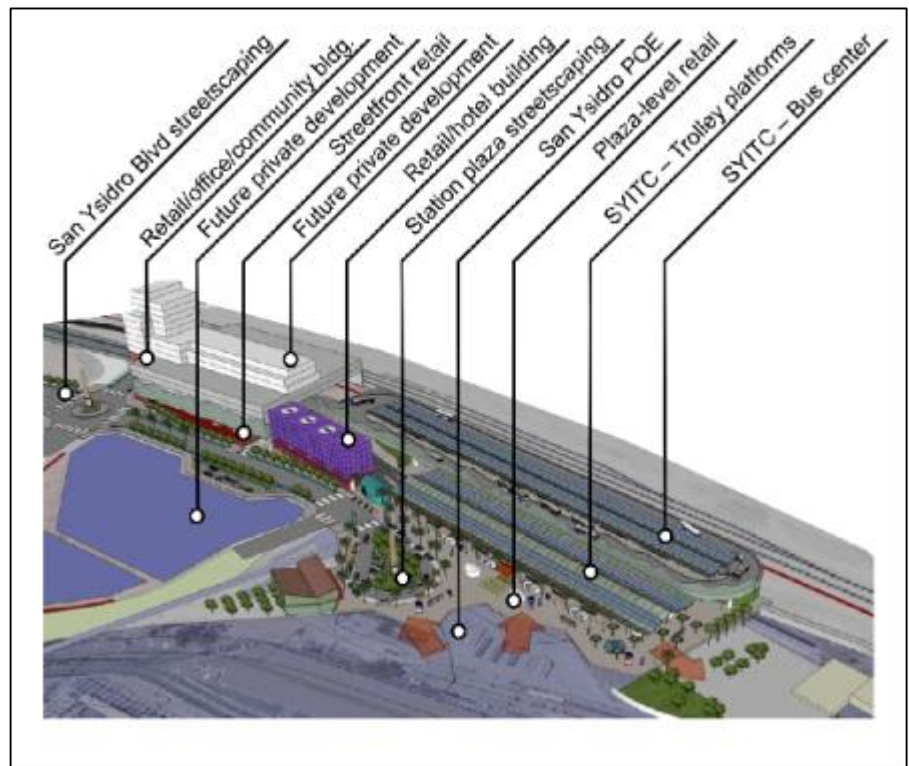 San Ysidro Blvd streetscaping
Retail/office/community bldg.
Future private development
Streetfront retail
Future private development
Retail/hotel building
Station plaza streetscaping
San Ysidro POE
Plaza-level retail
SYITC – Trolley platforms
SYITC – Bus center